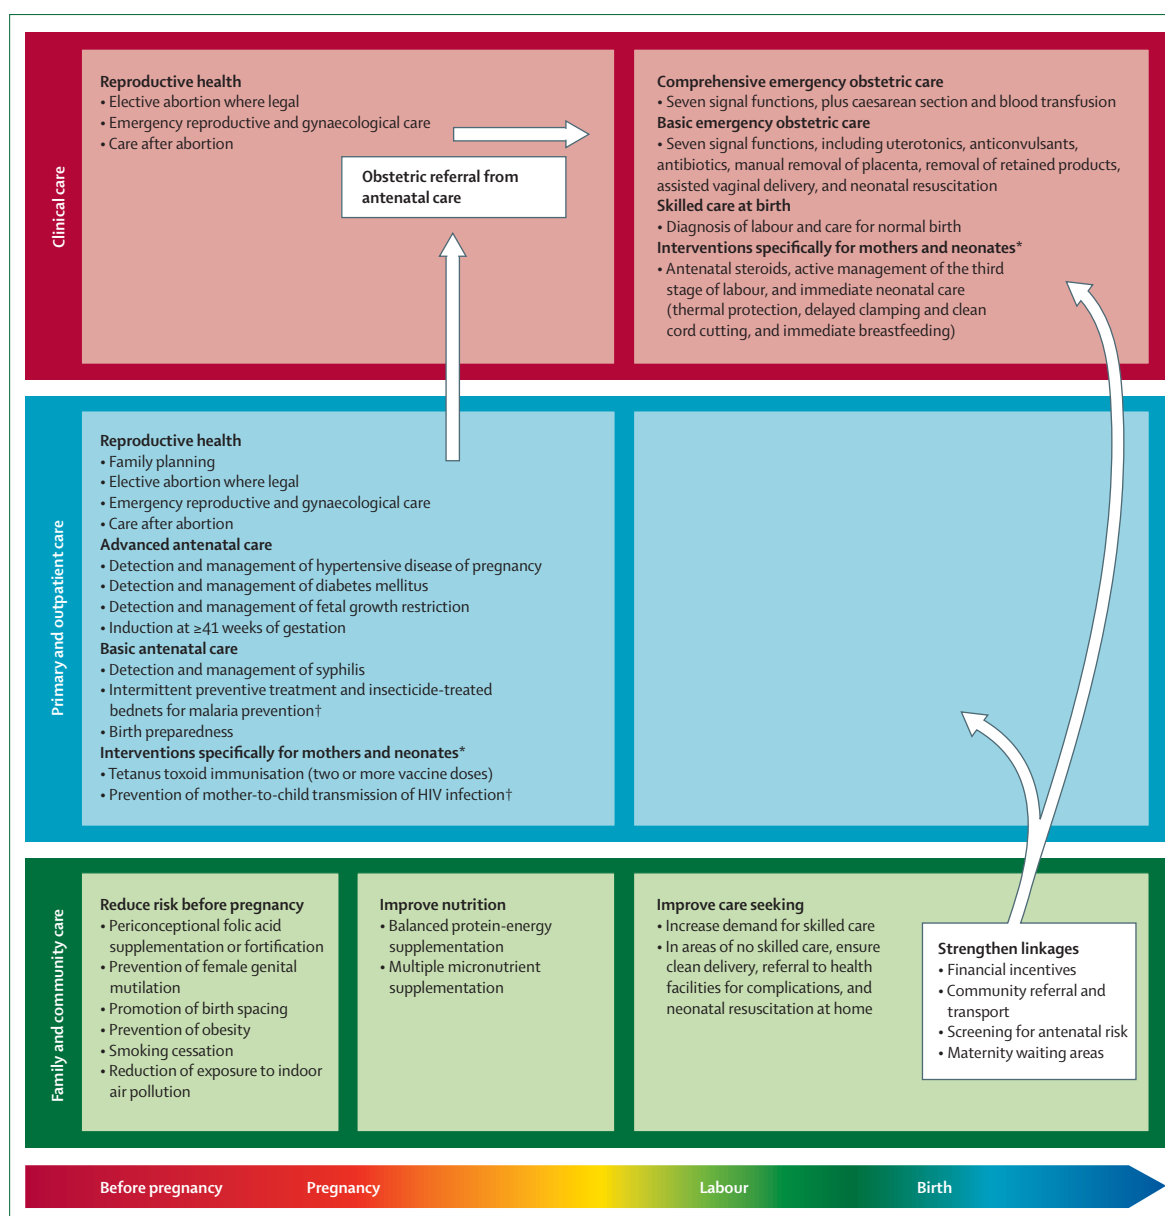 Clinical care
Reproductive health
• Elective abortion where legal
• Emergency reproductive and gynaecological care
• Care after abortion
Obstetric referral from
antenatal care
Comprehensive emergency obstetric care
• Seven signal functions, plus caesarean section and blood transfusion
Basic emergency obstetric care
• Seven signal functions, including uterotonics, anticonvulsants,
antibiotics, manual removal of placenta, removal of retained products,
assisted vaginal delivery, and neonatal resuscitation
Skilled care at birth
• Diagnosis of labour and care for normal birth
Interventions specifically for mothers and neonates*
• Antenatal steroids, active management of the third
stage of labour, and immediate neonatal care
(thermal protection, delayed clamping and clean
cord cutting, and immediate breastfeeding)
Primary and outpatient care
Reproductive health
• Family planning
• Elective abortion where legal
• Emergency reproductive and gynaecological care
• Care after abortion
Advanced antenatal care
• Detection and management of hypertensive disease of pregnancy
• Detection and management of diabetes mellitus
• Detection and management of fetal growth restriction
• Induction at ≥41 weeks of gestation
Basic antenatal care
• Detection and management of syphilis
• Intermittent preventive treatment and insecticide-treated
bednets for malaria prevention†
• Birth preparedness
Interventions specifically for mothers and neonates*
• Tetanus toxoid immunisation (two or more vaccine doses)
• Prevention of mother-to-child transmission of HIV infection†
Family and community care
Reduce risk before pregnancy
• Periconceptional folic acid
supplementation or fortification
• Prevention of female genital
mutilation
• Promotion of birth spacing
• Prevention of obesity
• Smoking cessation
• Reduction of exposure to indoor
air pollution
Improve nutrition
• Balanced protein-energy
supplementation
• Multiple micronutrient
supplementation
Improve care seeking
• Increase demand for skilled care
• In areas of no skilled care, ensure
clean delivery, referral to health
facilities for complications, and
neonatal resuscitation at home
Strengthen linkages
• Financial incentives
• Community referral and
transport
• Screening for antenatal risk
• Maternity waiting areas
Before pregnancy
Pregnancy
Labour
Birth